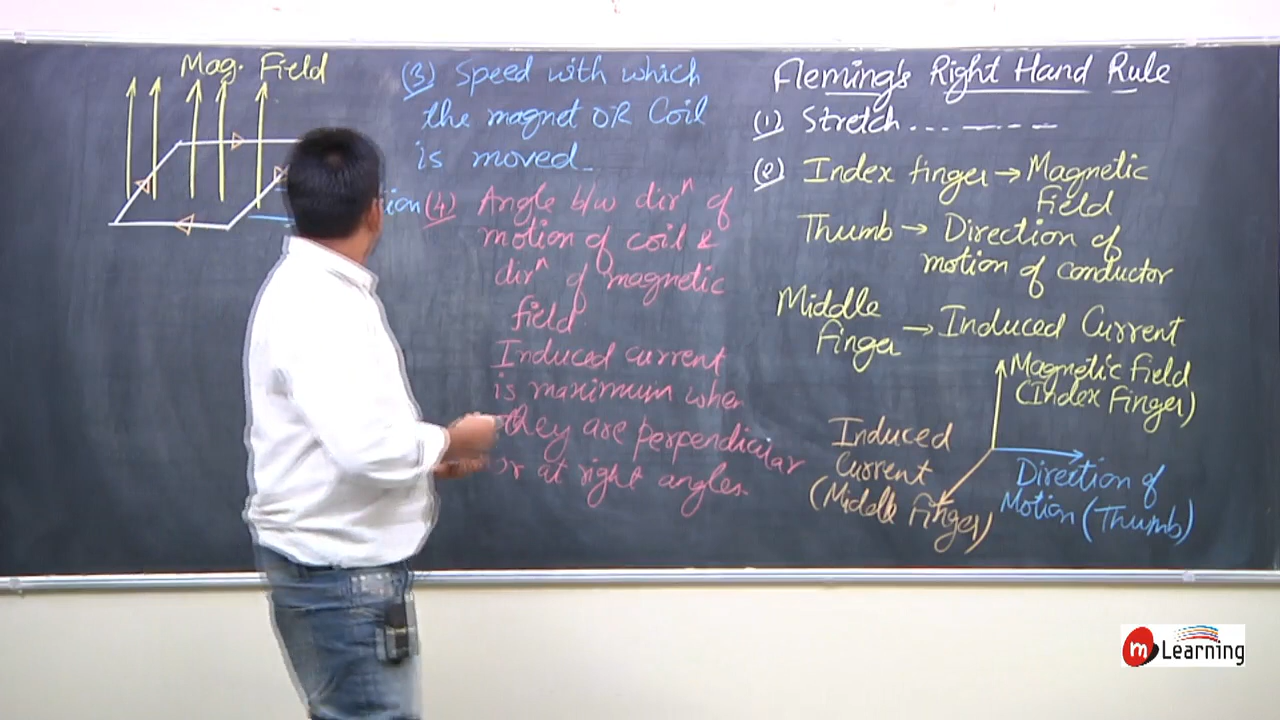 Mag. Field
(3) Speed with which
the magnet OR Coil
is moved
(4) Angle b/w dirⁿ of
motion of coil &
dirⁿ of magnetic
field.
Induced current
is maximum when
they are perpendicular
or at right angles.
Fleming's Right Hand Rule
(1) Stretch... ----
(2) Index finger → Magnetic
Field
Thumb → Direction of
motion of conductor
Middle
Finger → Induced Current
Magnetic Field
(Index Finger)
Induced
Current
(Middle Finger)
Direction of
Motion (Thumb)
m Learning